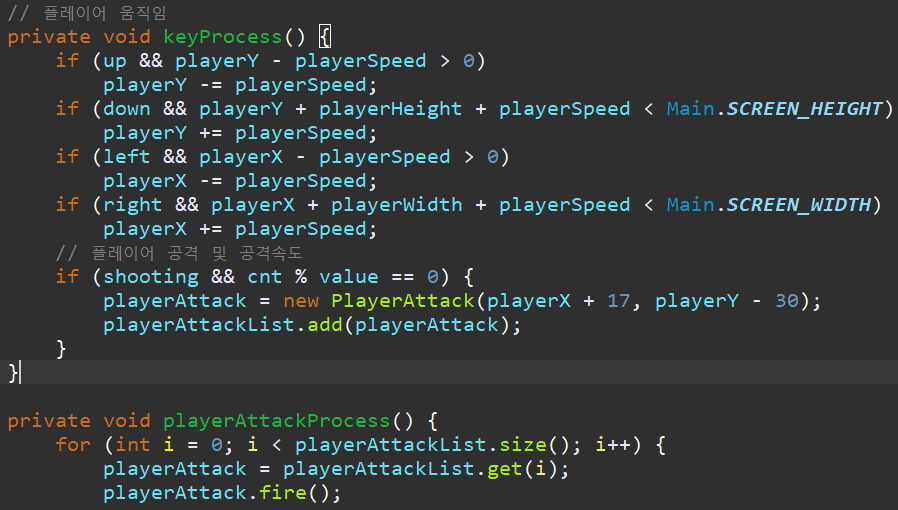 // 플레이어 움직임
private void keyProcess() {
    if (up && playerY - playerSpeed > 0)
        playerY -= playerSpeed;
    if (down && playerY + playerHeight + playerSpeed < Main.SCREEN_HEIGHT)
        playerY += playerSpeed;
    if (left && playerX - playerSpeed > 0)
        playerX -= playerSpeed;
    if (right && playerX + playerWidth + playerSpeed < Main.SCREEN_WIDTH)
        playerX += playerSpeed;
    // 플레이어 공격 및 공격속도
    if (shooting && cnt % value == 0) {
        playerAttack = new PlayerAttack(playerX + 17, playerY - 30);
        playerAttackList.add(playerAttack);
    }
}
private void playerAttackProcess() {
    for (int i = 0; i < playerAttackList.size(); i++) {
        playerAttack = playerAttackList.get(i);
        playerAttack.fire();